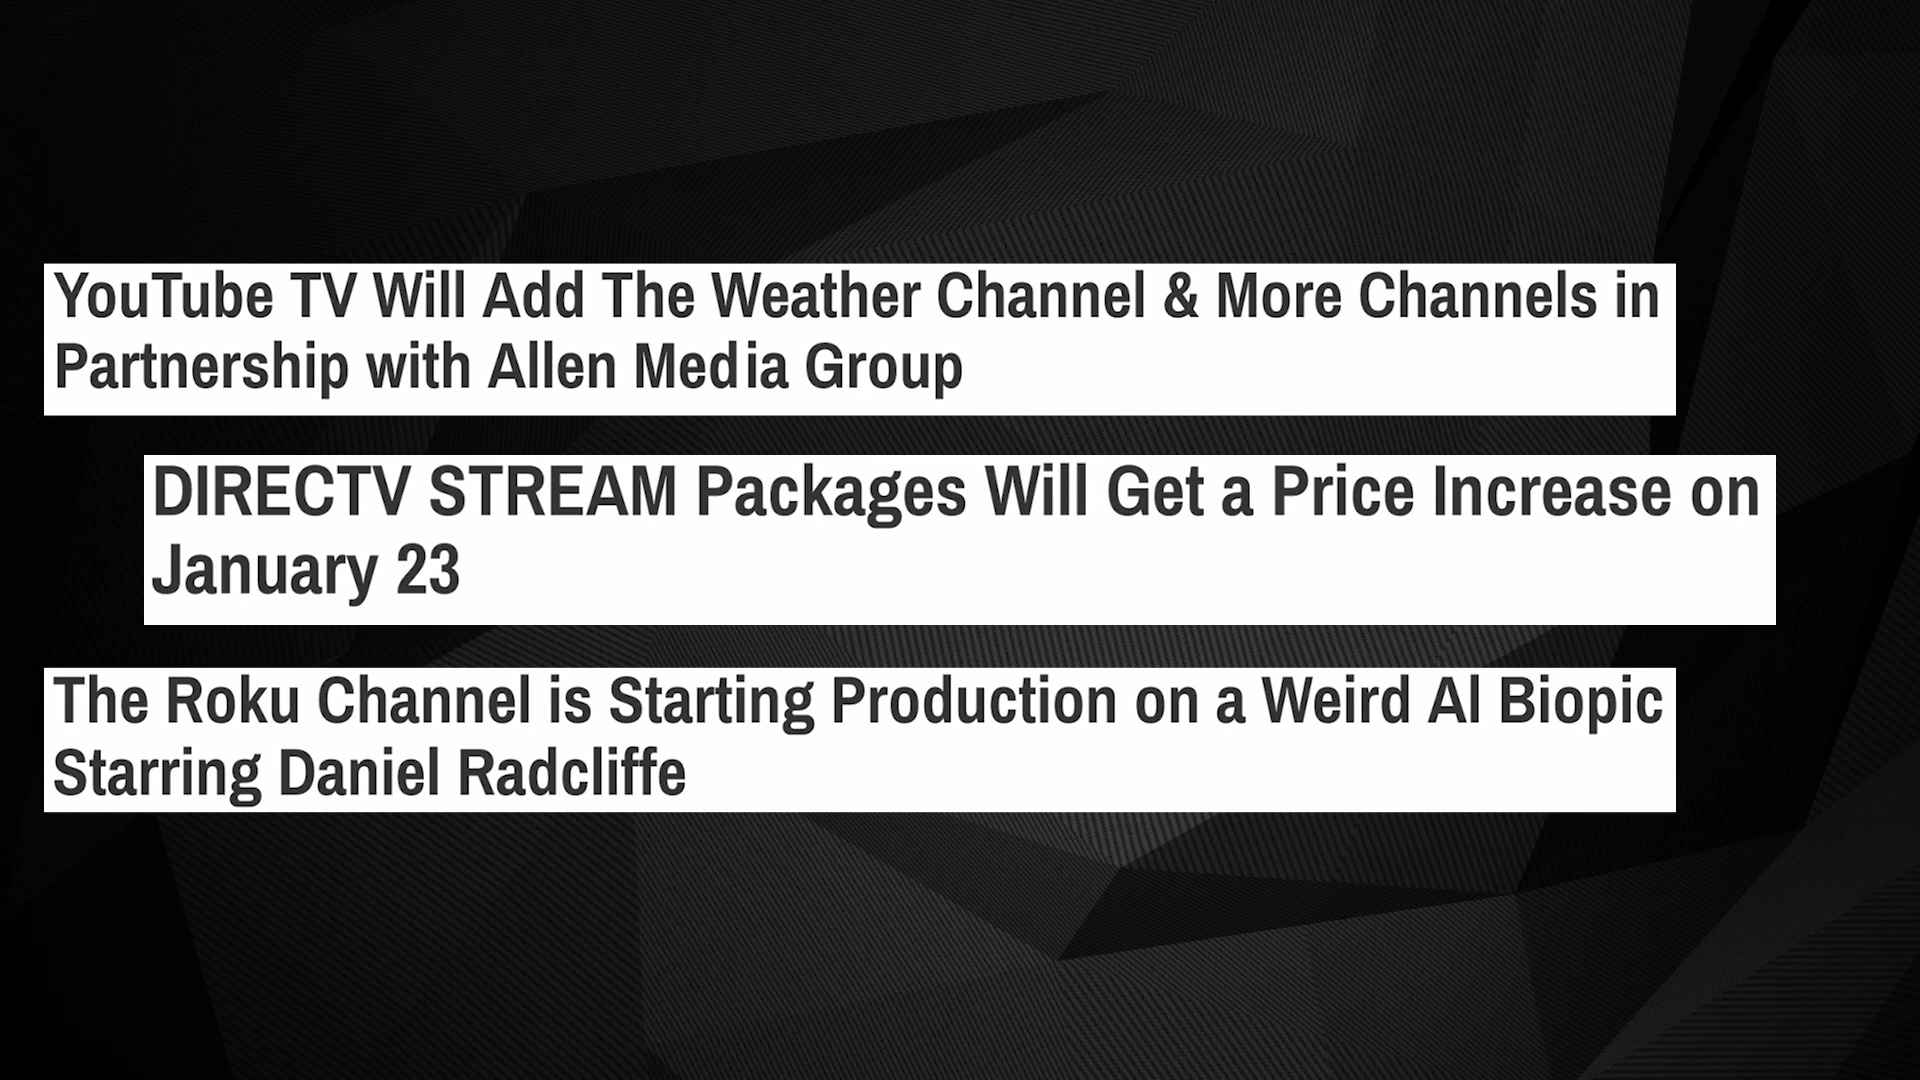 YouTube TV Will Add The Weather Channel & More Channels in
Partnership with Allen Media Group
DIRECTV STREAM Packages Will Get a Price Increase on
January 23
The Roku Channel is Starting Production on a Weird Al Biopic
Starring Daniel Radcliffe